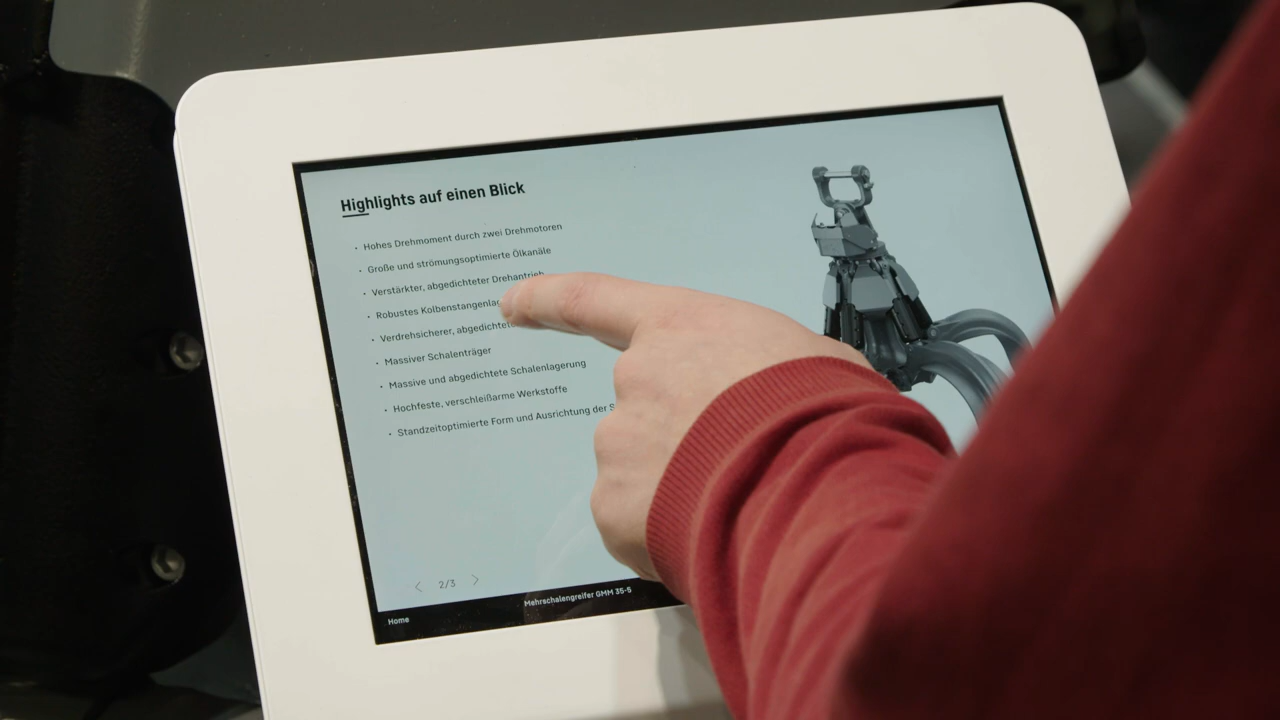 Highlights auf einen Blick
· Hohes Drehmoment durch zwei Drehmotoren
· Große und strömungsoptimierte Ölkanäle
· Verstärkter, abgedichteter Drehantrieb
· Robustes
· Verdrehsicherer,
· Massiver Schalenträger
· Massive und abgedichtete Schalenlagerung
· Hochfeste, verschleißarme Werkstoffe
· Standzeitoptimierte Form und Ausrichtung der
< 2/3 >
Mehrschalengreifer GMM 35-5
Home